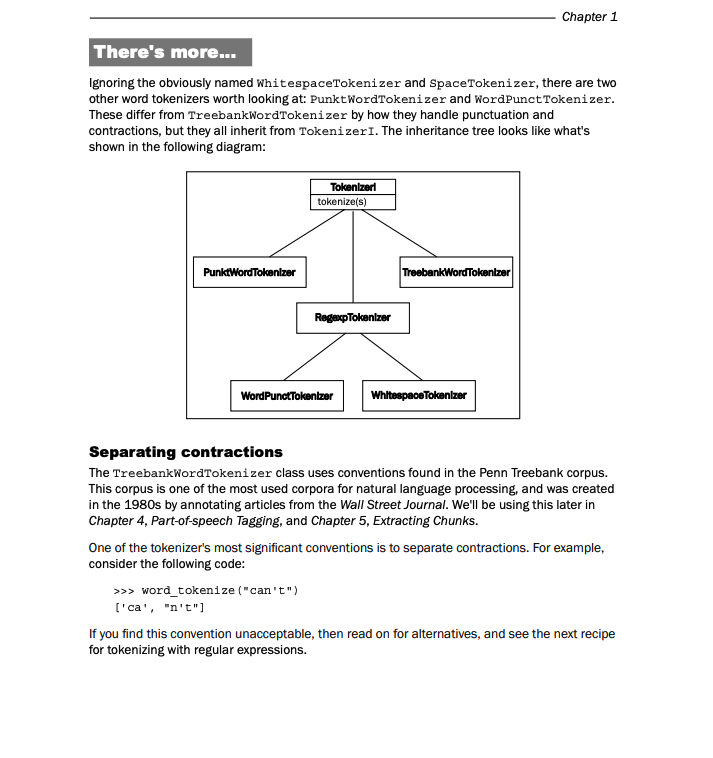 Chapter 1
There's more...
Ignoring the obviously named WhitespaceTokenizer and SpaceTokenizer, there are two
other word tokenizers worth looking at: PunktWordTokenizer and WordPunctTokenizer.
These differ from TreebankWordTokenizer by how they handle punctuation and
contractions, but they all inherit from TokenizerI. The inheritance tree looks like what's
shown in the following diagram:
TokenizerI
tokenize(s)
PunktWordTokenizer
TreebankWordTokenizer
RegexpTokenizer
WordPunctTokenizer
WhitespaceTokenizer
Separating contractions
The TreebankWordTokenizer class uses conventions found in the Penn Treebank corpus.
This corpus is one of the most used corpora for natural language processing, and was created
in the 1980s by annotating articles from the Wall Street Journal. We'll be using this later in
Chapter 4, Part-of-speech Tagging, and Chapter 5, Extracting Chunks.
One of the tokenizer's most significant conventions is to separate contractions. For example,
consider the following code:
>>> word_tokenize("can't")
['ca', "n't"]
If you find this convention unacceptable, then read on for alternatives, and see the next recipe
for tokenizing with regular expressions.